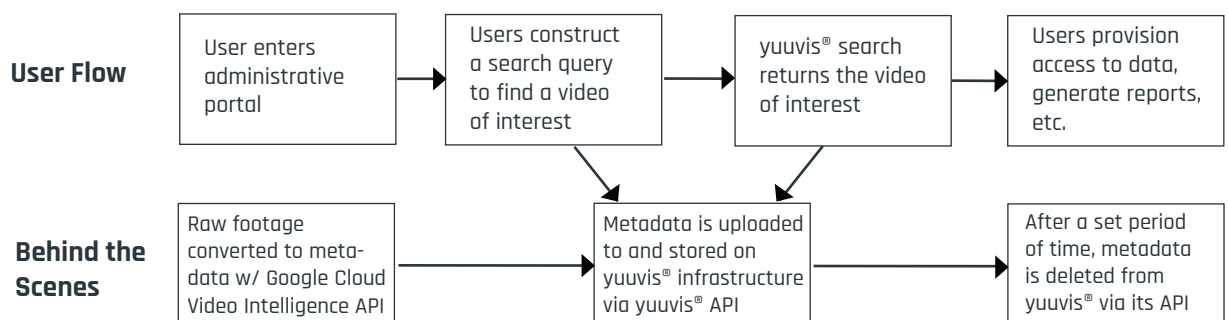 User Flow
User enters
administrative
portal
Users construct
a search query
to find a video
of interest
yuuvis® search
returns the video
of interest
Users provision
access to data,
generate reports,
etc.
Behind the
Scenes
Raw footage
converted to meta-
data w/ Google Cloud
Video Intelligence API
Metadata is uploaded
to and stored on
yuuvis® infrastructure
via yuuvis® API
After a set period
of time, metadata
is deleted from
yuuvis® via its API